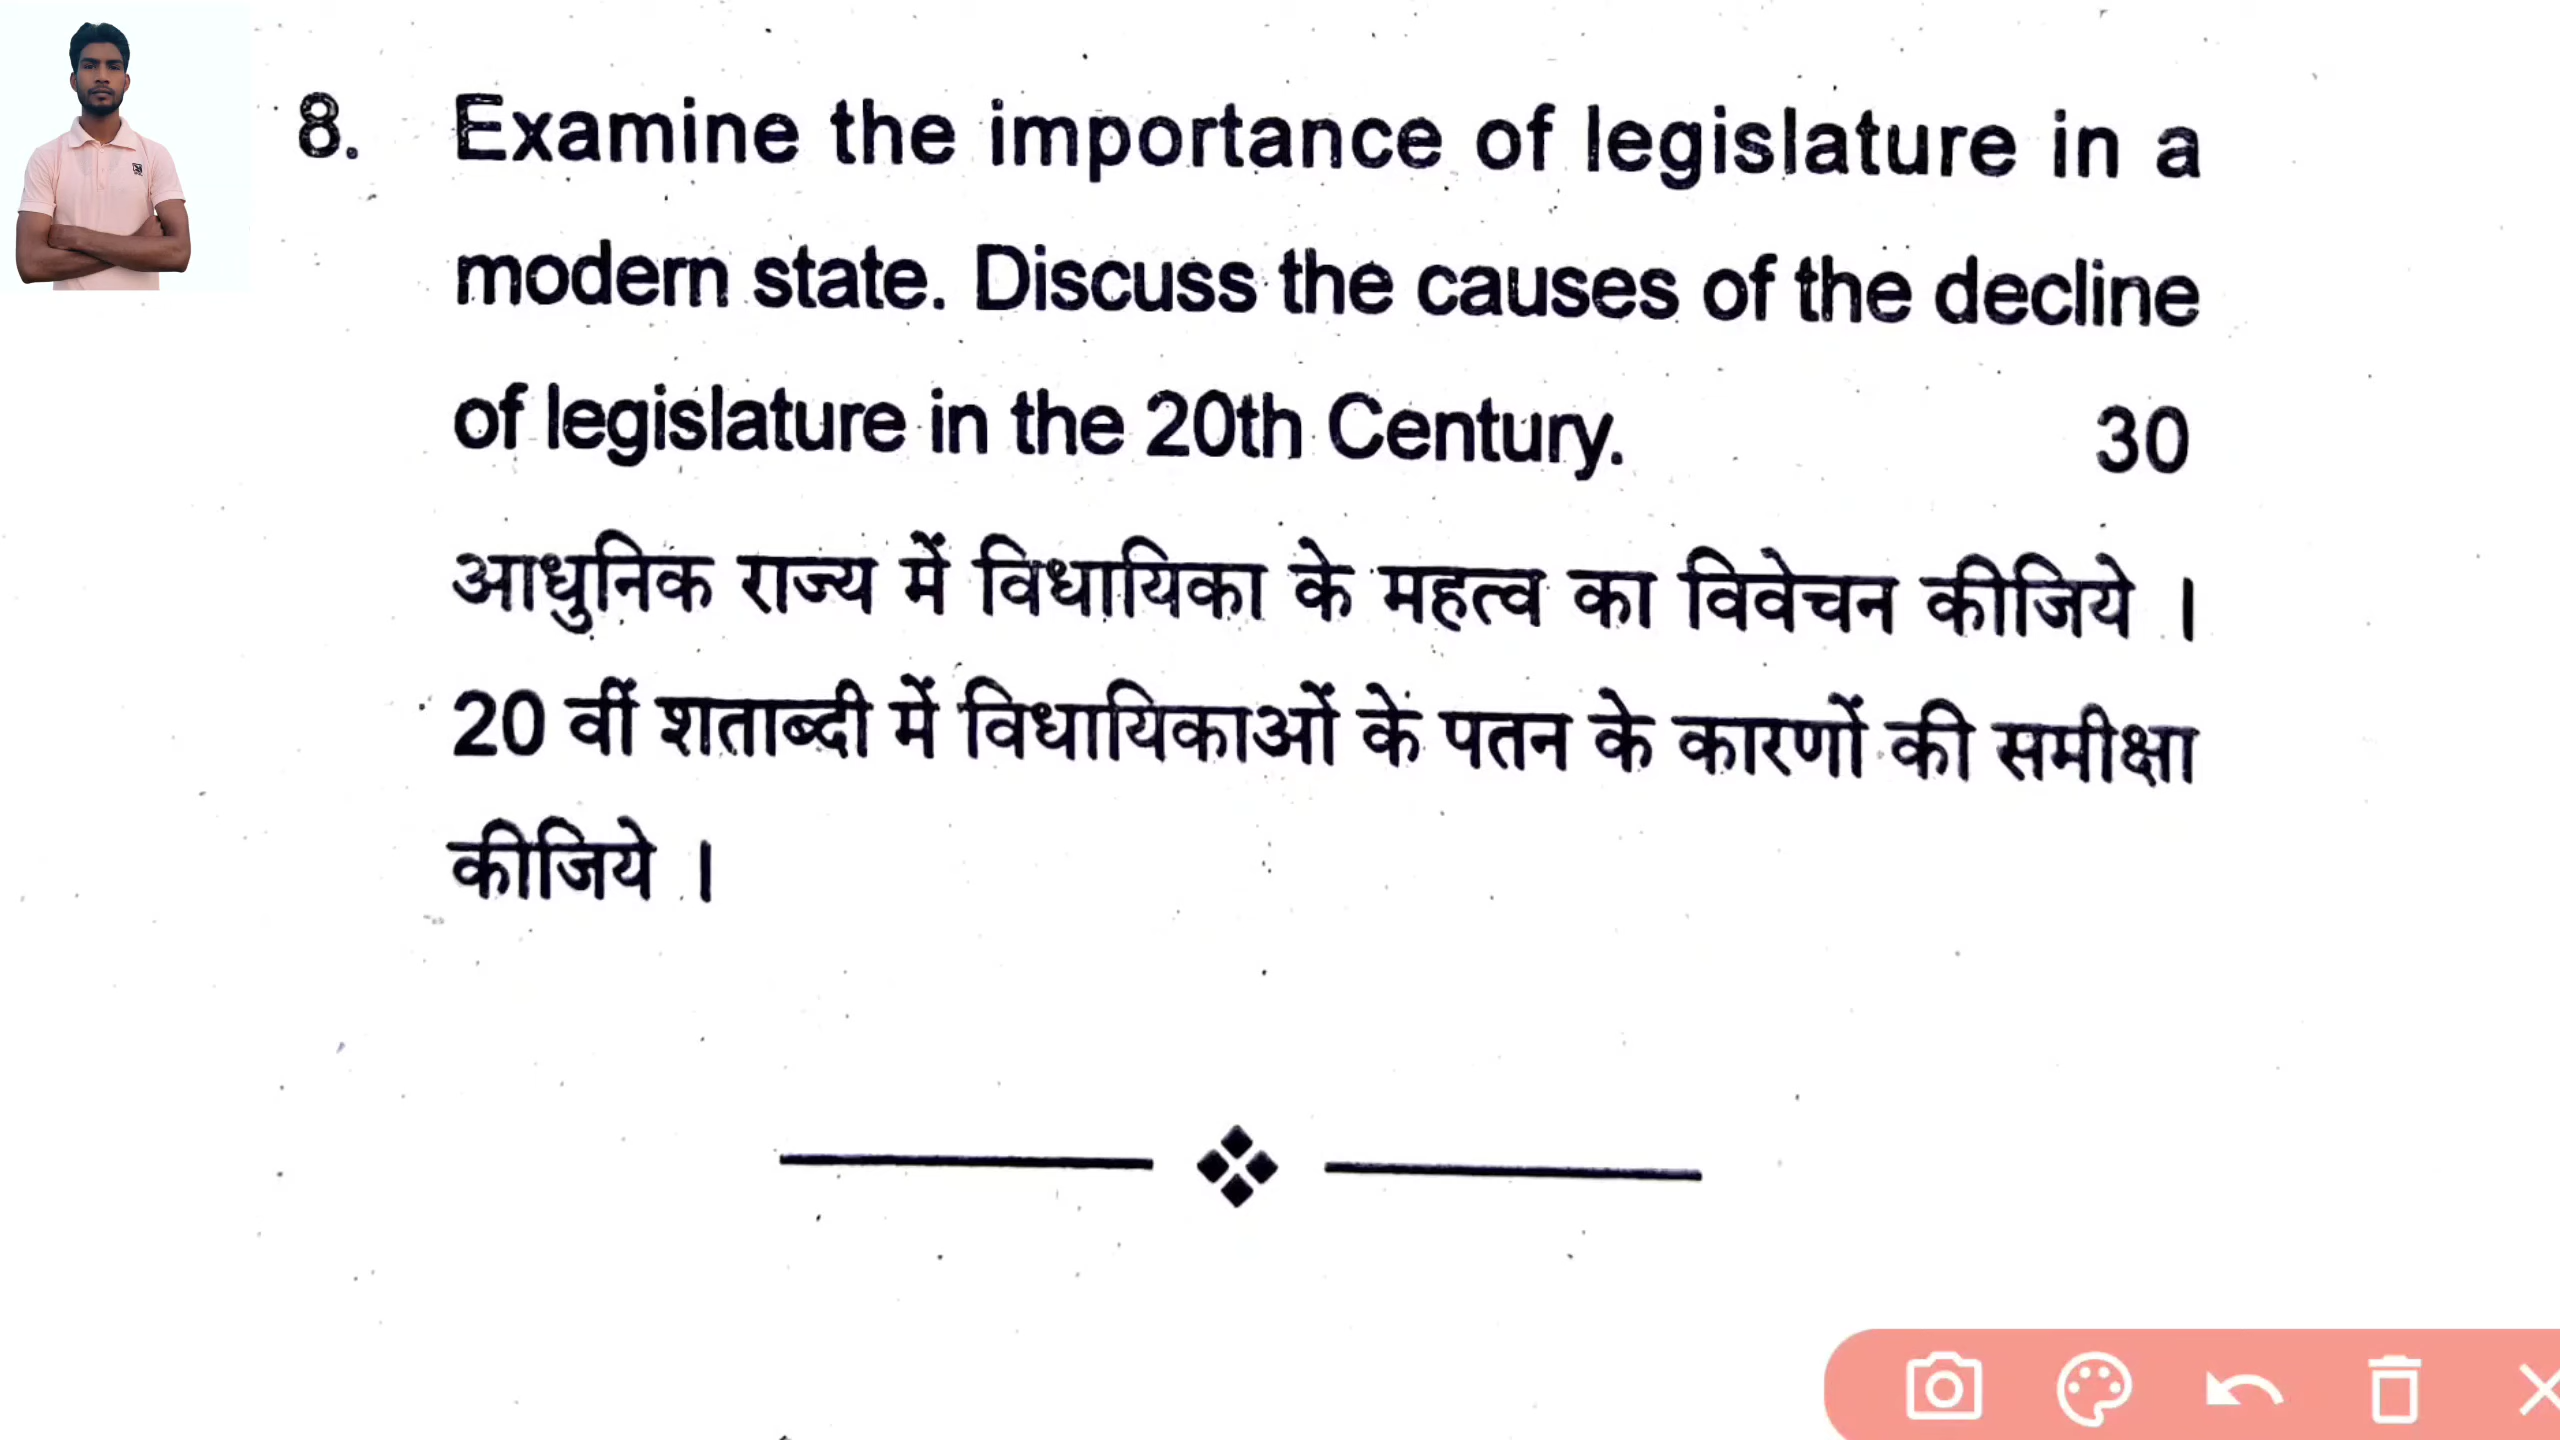 8. Examine the importance of legislature in a
modern state. Discuss the causes of the decline
of legislature in the 20th Century. 30
आधुनिक राज्य में विधायिका के महत्व का विवेचन कीजिये ।
20 वीं शताब्दी में विधायिकाओं के पतन के कारणों की समीक्षा
कीजिये ।